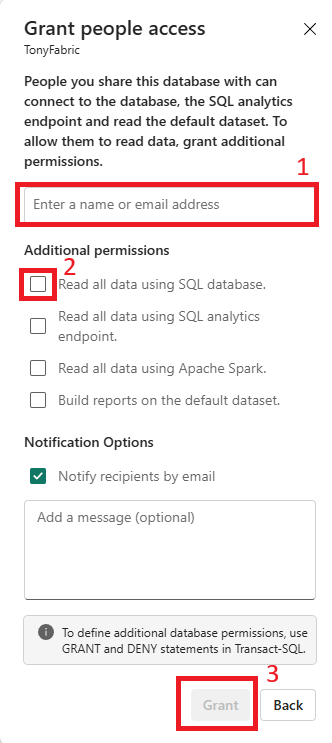 Grant people access
TonyFabric
People you share this database with can
connect to the database, the SQL analytics
endpoint and read the default dataset. To
allow them to read data, grant additional
permissions.
1
Enter a name or email address
Additional permissions
2
Read all data using SQL database.
Read all data using SQL analytics
endpoint.
Read all data using Apache Spark.
Build reports on the default dataset.
Notification Options
Notify recipients by email
Add a message (optional)
To define additional database permissions, use
GRANT and DENY statements in Transact-SQL.
3
Grant
Back